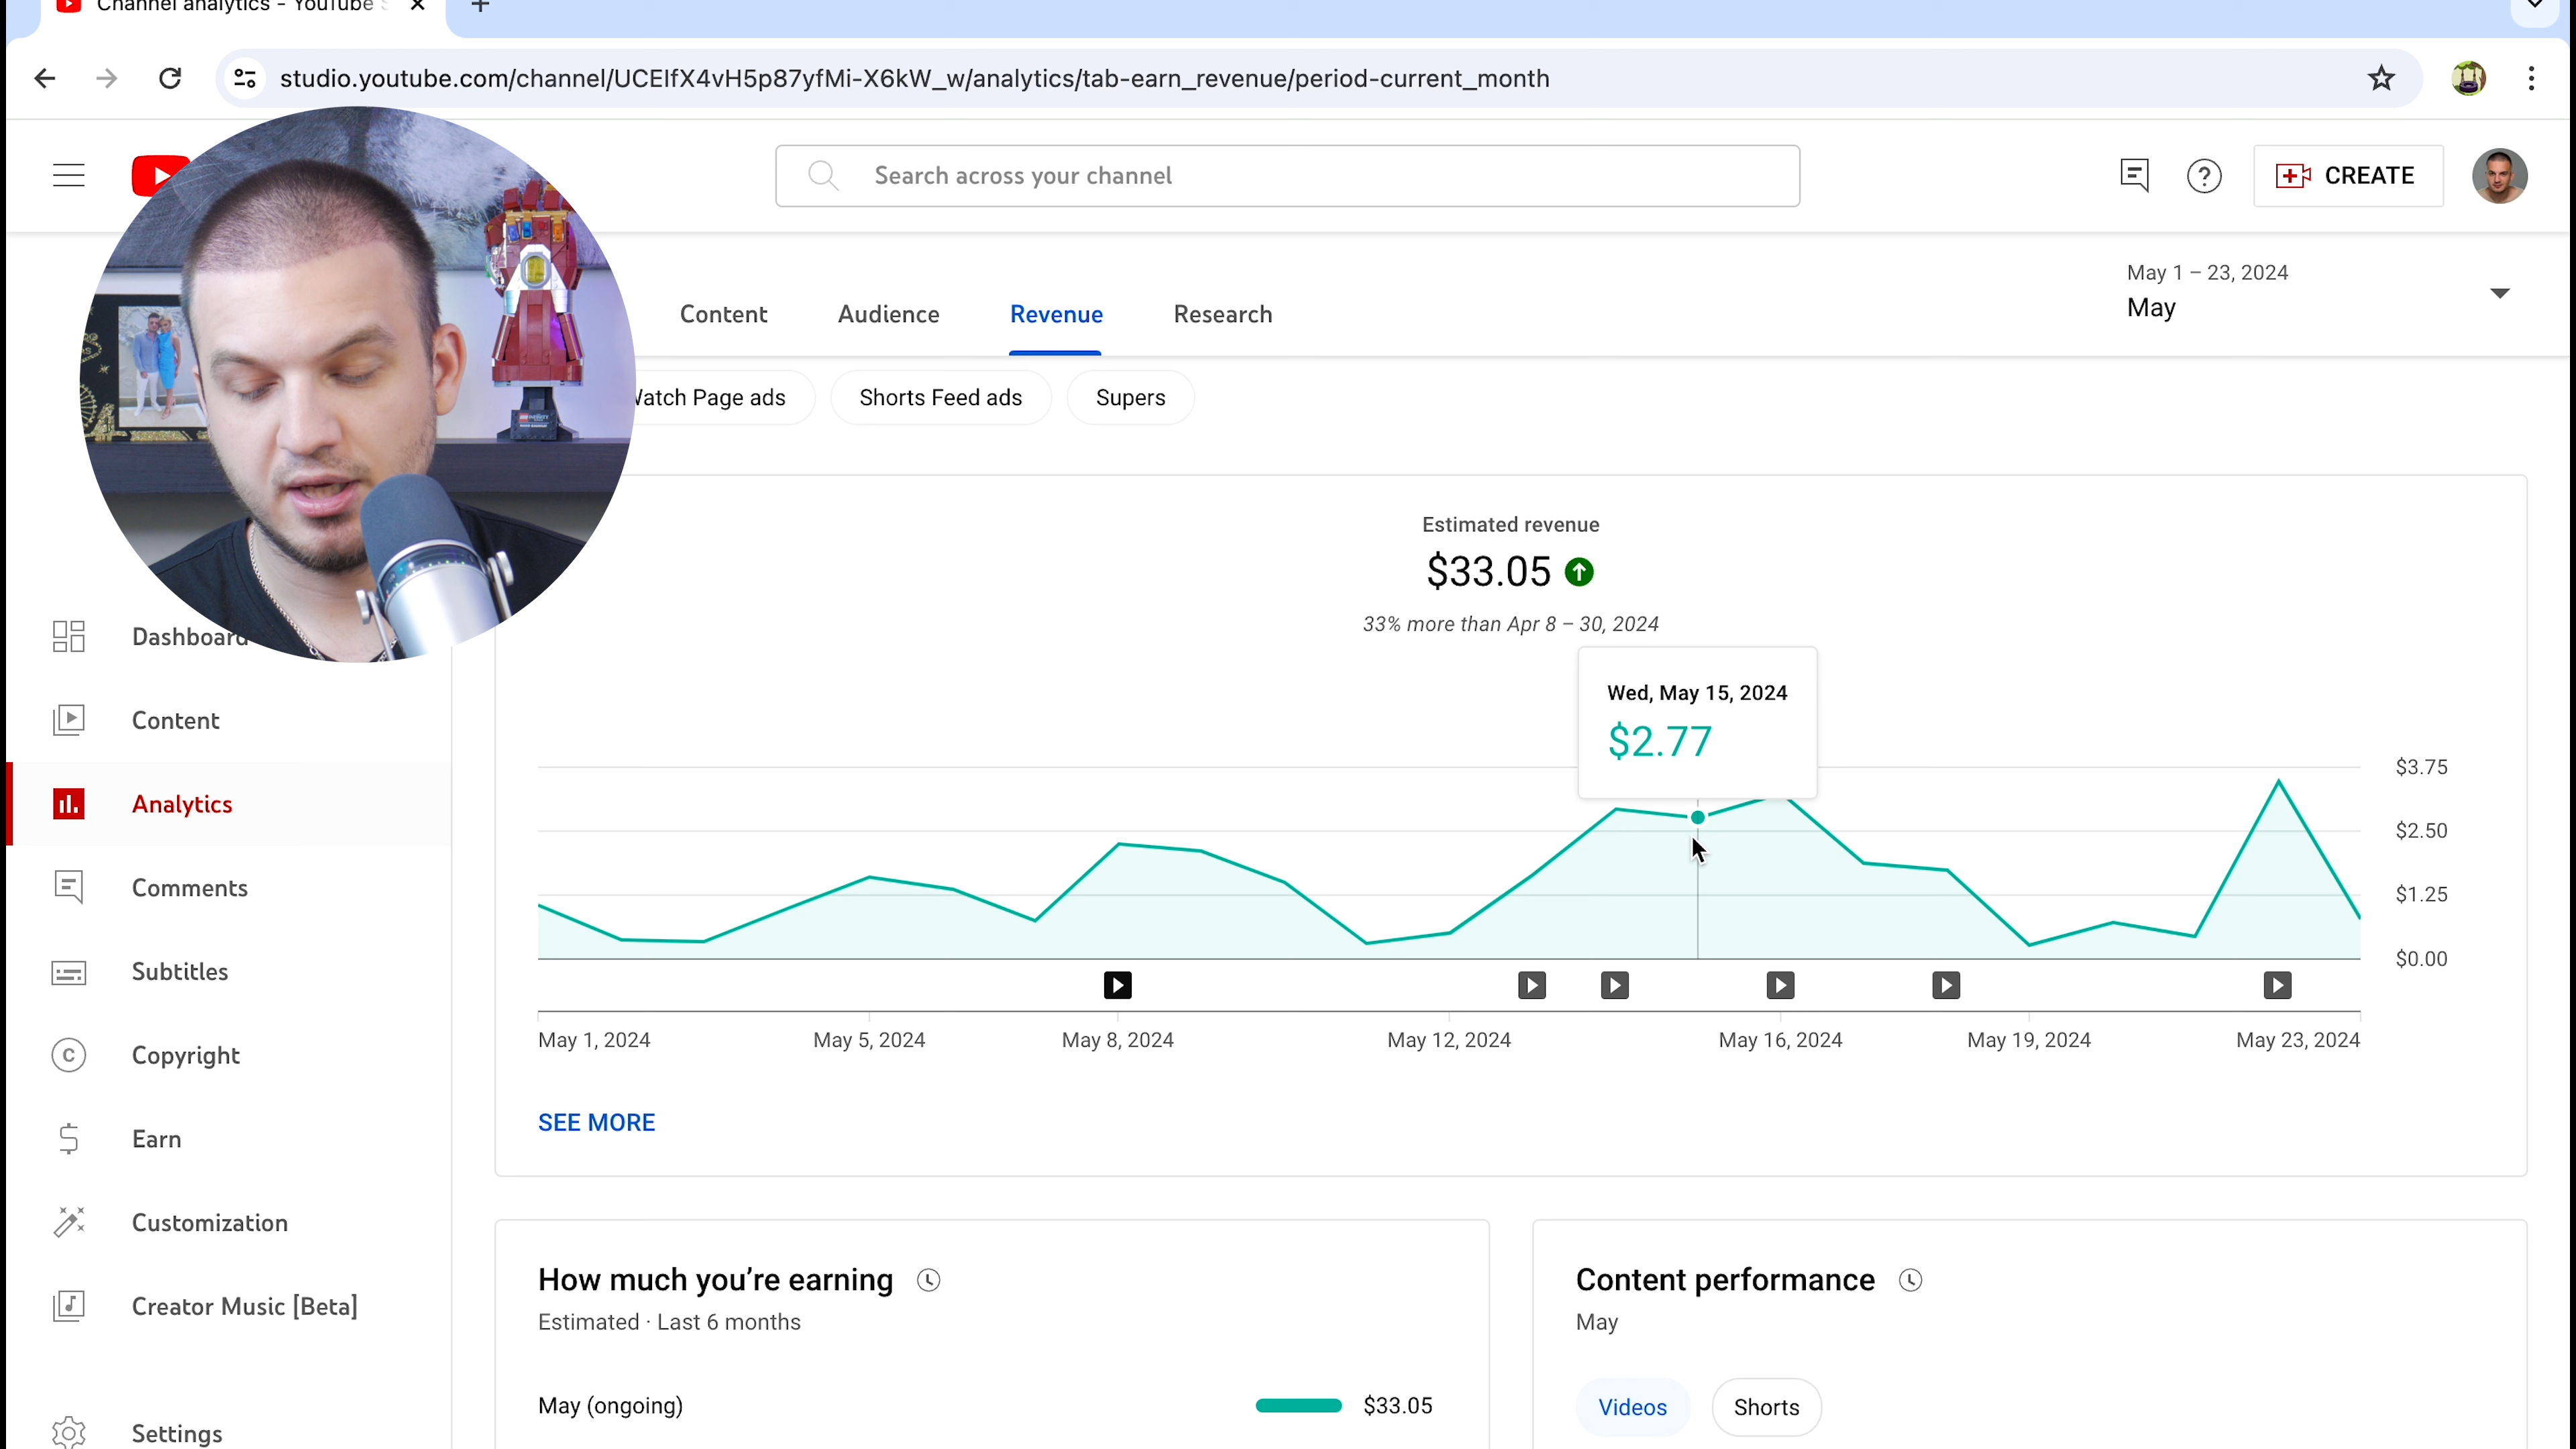 Channel analytics - YouTube
studio.youtube.com/channel/UCEIfX4vH5p87yfMi-X6kW_w/analytics/tab-earn_revenue/period-current_month
Search across your channel
CREATE
Content
Audience
Revenue
Research
May 1 – 23, 2024
May
Watch Page ads
Shorts Feed ads
Supers
Estimated revenue
$33.05
33% more than Apr 8 – 30, 2024
Wed, May 15, 2024
$2.77
$3.75
$2.50
$1.25
$0.00
May 1, 2024
May 5, 2024
May 8, 2024
May 12, 2024
May 16, 2024
May 19, 2024
May 23, 2024
SEE MORE
Dashboard
Content
Analytics
Comments
Subtitles
Copyright
Earn
Customization
Creator Music [Beta]
Settings
How much you’re earning
Estimated · Last 6 months
May (ongoing)
$33.05
Content performance
May
Videos
Shorts